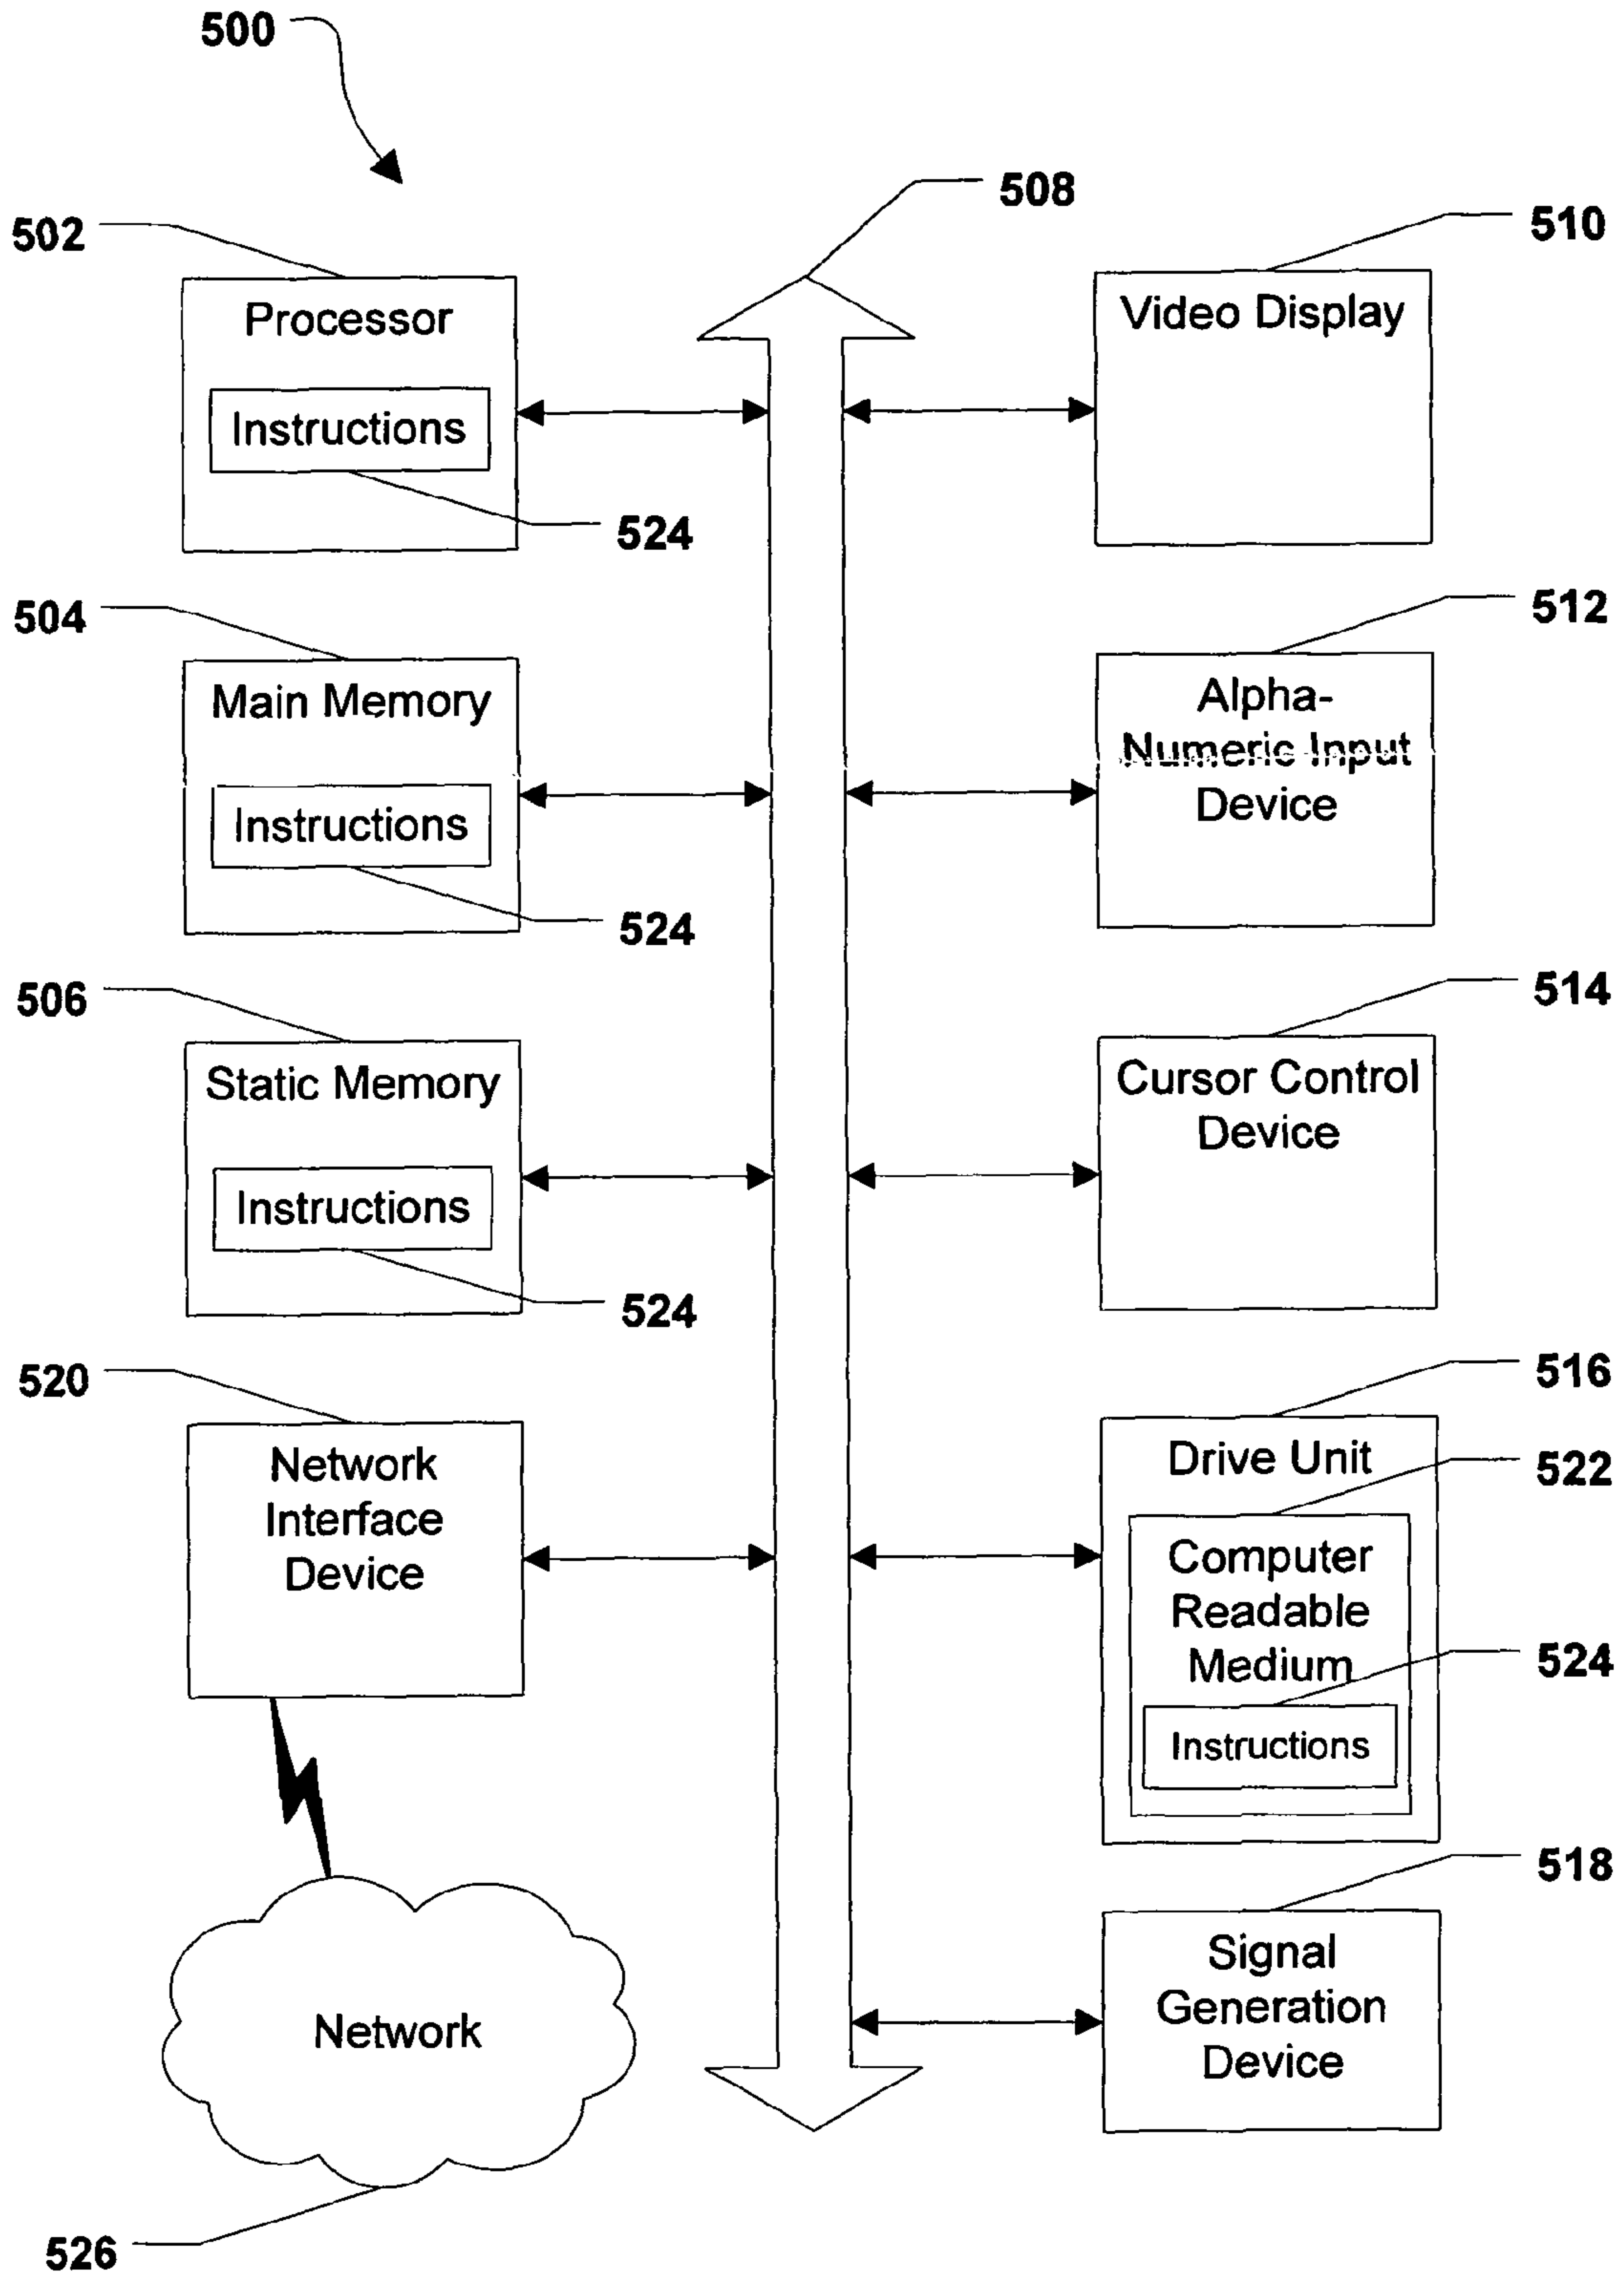 500
508
502
510
Processor
Video Display
Instructions
524
504
512
Main Memory
Alpha-
Numeric Input
Device
Instructions
524
506
514
Static Memory
Cursor Control
Device
Instructions
524
520
516
Network
Interface
Device
Drive Unit
522
Computer
Readable
Medium
524
Instructions
518
Signal
Generation
Device
Network
526